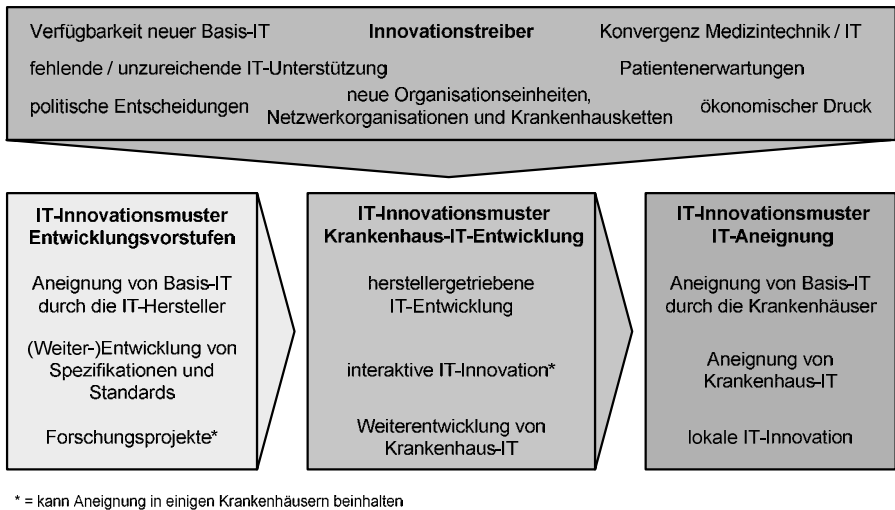 Verfügbarkeit neuer Basis-IT
Innovationstreiber
Konvergenz Medizintechnik / IT
fehlende / unzureichende IT-Unterstützung
Patientenerwartungen
politische Entscheidungen
neue Organisationseinheiten,
Netzwerkorganisationen und Krankenhausketten
ökonomischer Druck
IT-Innovationsmuster
Entwicklungsvorstufen
Aneignung von Basis-IT
durch die IT-Hersteller
(Weiter-)Entwicklung von
Spezifikationen und
Standards
Forschungsprojekte*
IT-Innovationsmuster
Krankenhaus-IT-Entwicklung
herstellergetriebene
IT-Entwicklung
interaktive IT-Innovation*
Weiterentwicklung von
Krankenhaus-IT
IT-Innovationsmuster
IT-Aneignung
Aneignung von Basis-IT
durch die Krankenhäuser
Aneignung von
Krankenhaus-IT
lokale IT-Innovation
* = kann Aneignung in einigen Krankenhäusern beinhalten